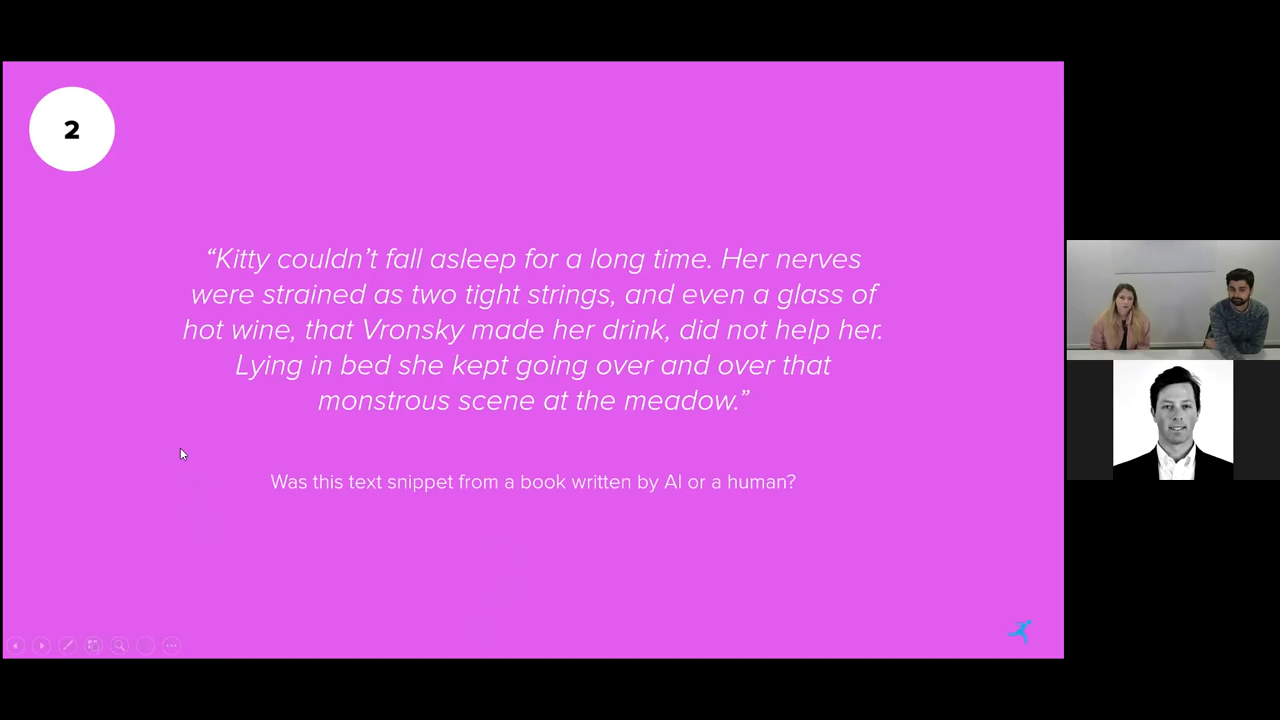 2
“Kitty couldn’t fall asleep for a long time. Her nerves
were strained as two tight strings, and even a glass of
hot wine, that Vronsky made her drink, did not help her.
Lying in bed she kept going over and over that
monstrous scene at the meadow.”
Was this text snippet from a book written by AI or a human?